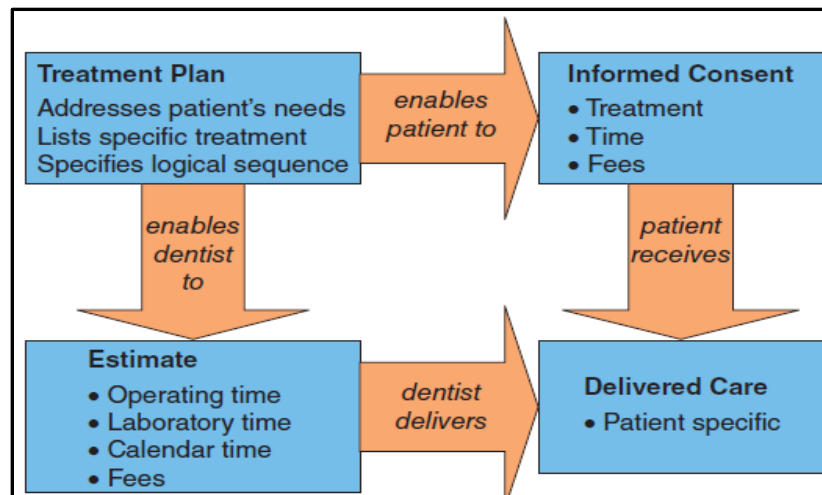 Treatment Plan
Addresses patient's needs
Lists specific treatment
Specifies logical sequence
enables
patient to
Informed Consent
• Treatment
• Time
• Fees
enables
dentist
to
patient
receives
Estimate
• Operating time
• Laboratory time
• Calendar time
• Fees
dentist
delivers
Delivered Care
• Patient specific